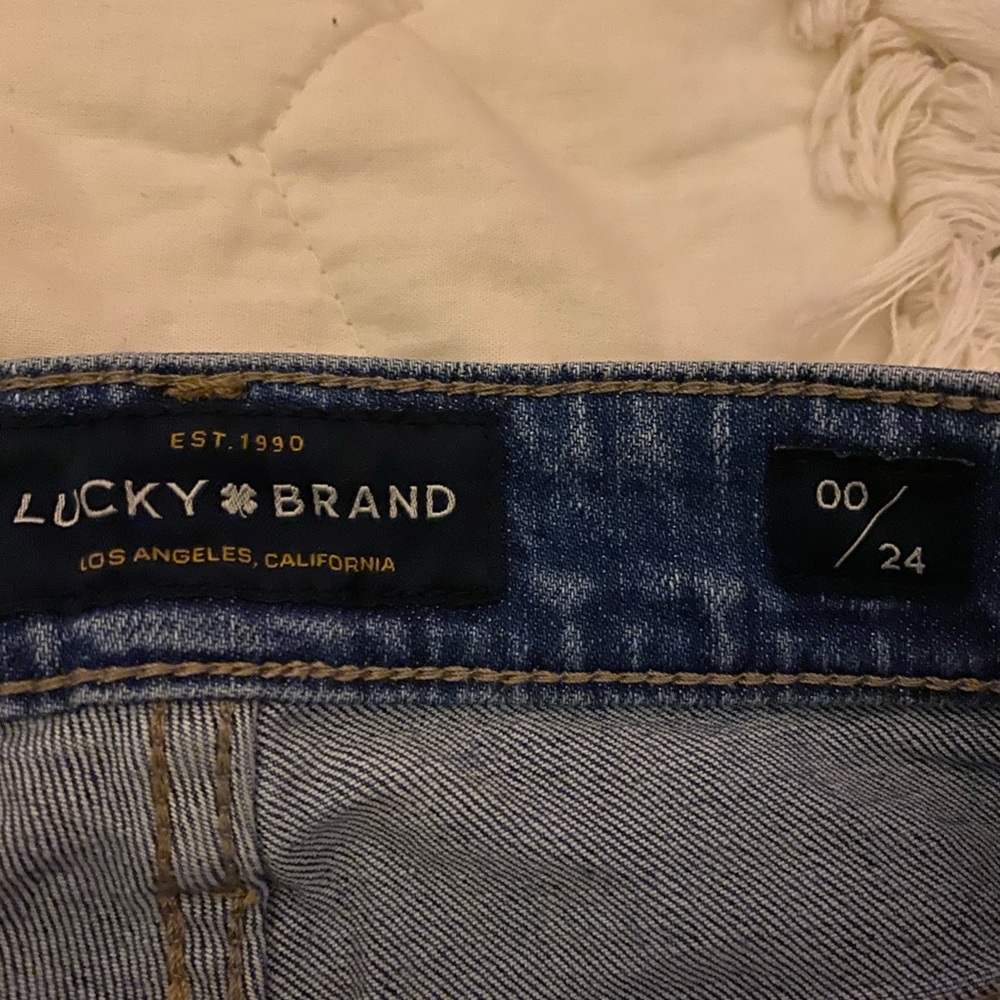 EST. 1990
LUCKY BRAND
LOS ANGELES, CALIFORNIA
00/24